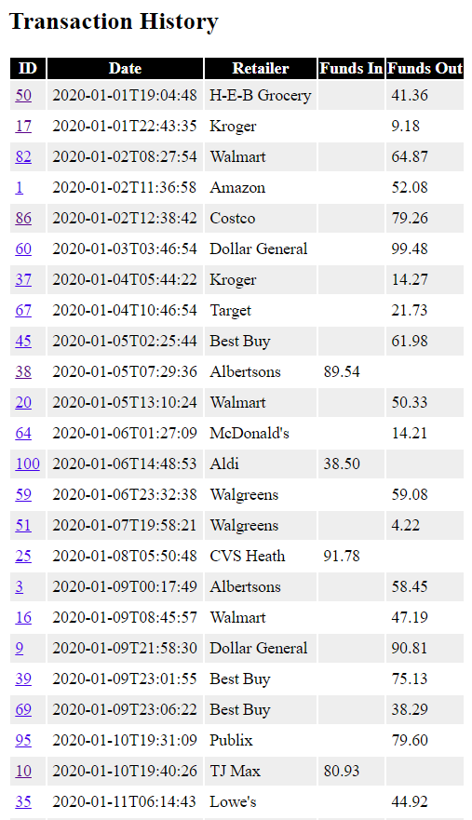 Transaction History
ID Date Retailer Funds In Funds Out
50 2020-01-01T19:04:48 H-E-B Grocery 41.36
17 2020-01-01T22:43:35 Kroger 9.18
82 2020-01-02T08:27:54 Walmart 64.87
1 2020-01-02T11:36:58 Amazon 52.08
86 2020-01-02T12:38:42 Costco 79.26
60 2020-01-03T03:46:54 Dollar General 99.48
37 2020-01-04T05:44:22 Kroger 14.27
67 2020-01-04T10:46:54 Target 21.73
45 2020-01-05T02:25:44 Best Buy 61.98
38 2020-01-05T07:29:36 Albertsons 89.54
20 2020-01-05T13:10:24 Walmart 50.33
64 2020-01-06T01:27:09 McDonald's 14.21
100 2020-01-06T14:48:53 Aldi 38.50
59 2020-01-06T23:32:38 Walgreens 59.08
51 2020-01-07T19:58:21 Walgreens 4.22
25 2020-01-08T05:50:48 CVS Heath 91.78
3 2020-01-09T00:17:49 Albertsons 58.45
16 2020-01-09T08:45:57 Walmart 47.19
9 2020-01-09T21:58:30 Dollar General 90.81
39 2020-01-09T23:01:55 Best Buy 75.13
69 2020-01-09T23:06:22 Best Buy 38.29
95 2020-01-10T19:31:09 Publix 79.60
10 2020-01-10T19:40:26 TJ Max 80.93
35 2020-01-11T06:14:43 Lowe's 44.92